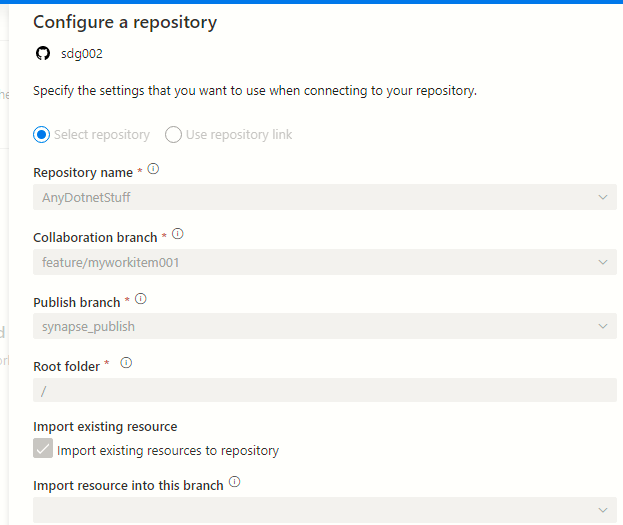 Configure a repository
sdg002
Specify the settings that you want to use when connecting to your repository.
Select repository Use repository link
Repository name *
AnyDotnetStuff
Collaboration branch *
feature/myworkitem001
Publish branch *
synapse_publish
Root folder *
/
Import existing resource
Import existing resources to repository
Import resource into this branch